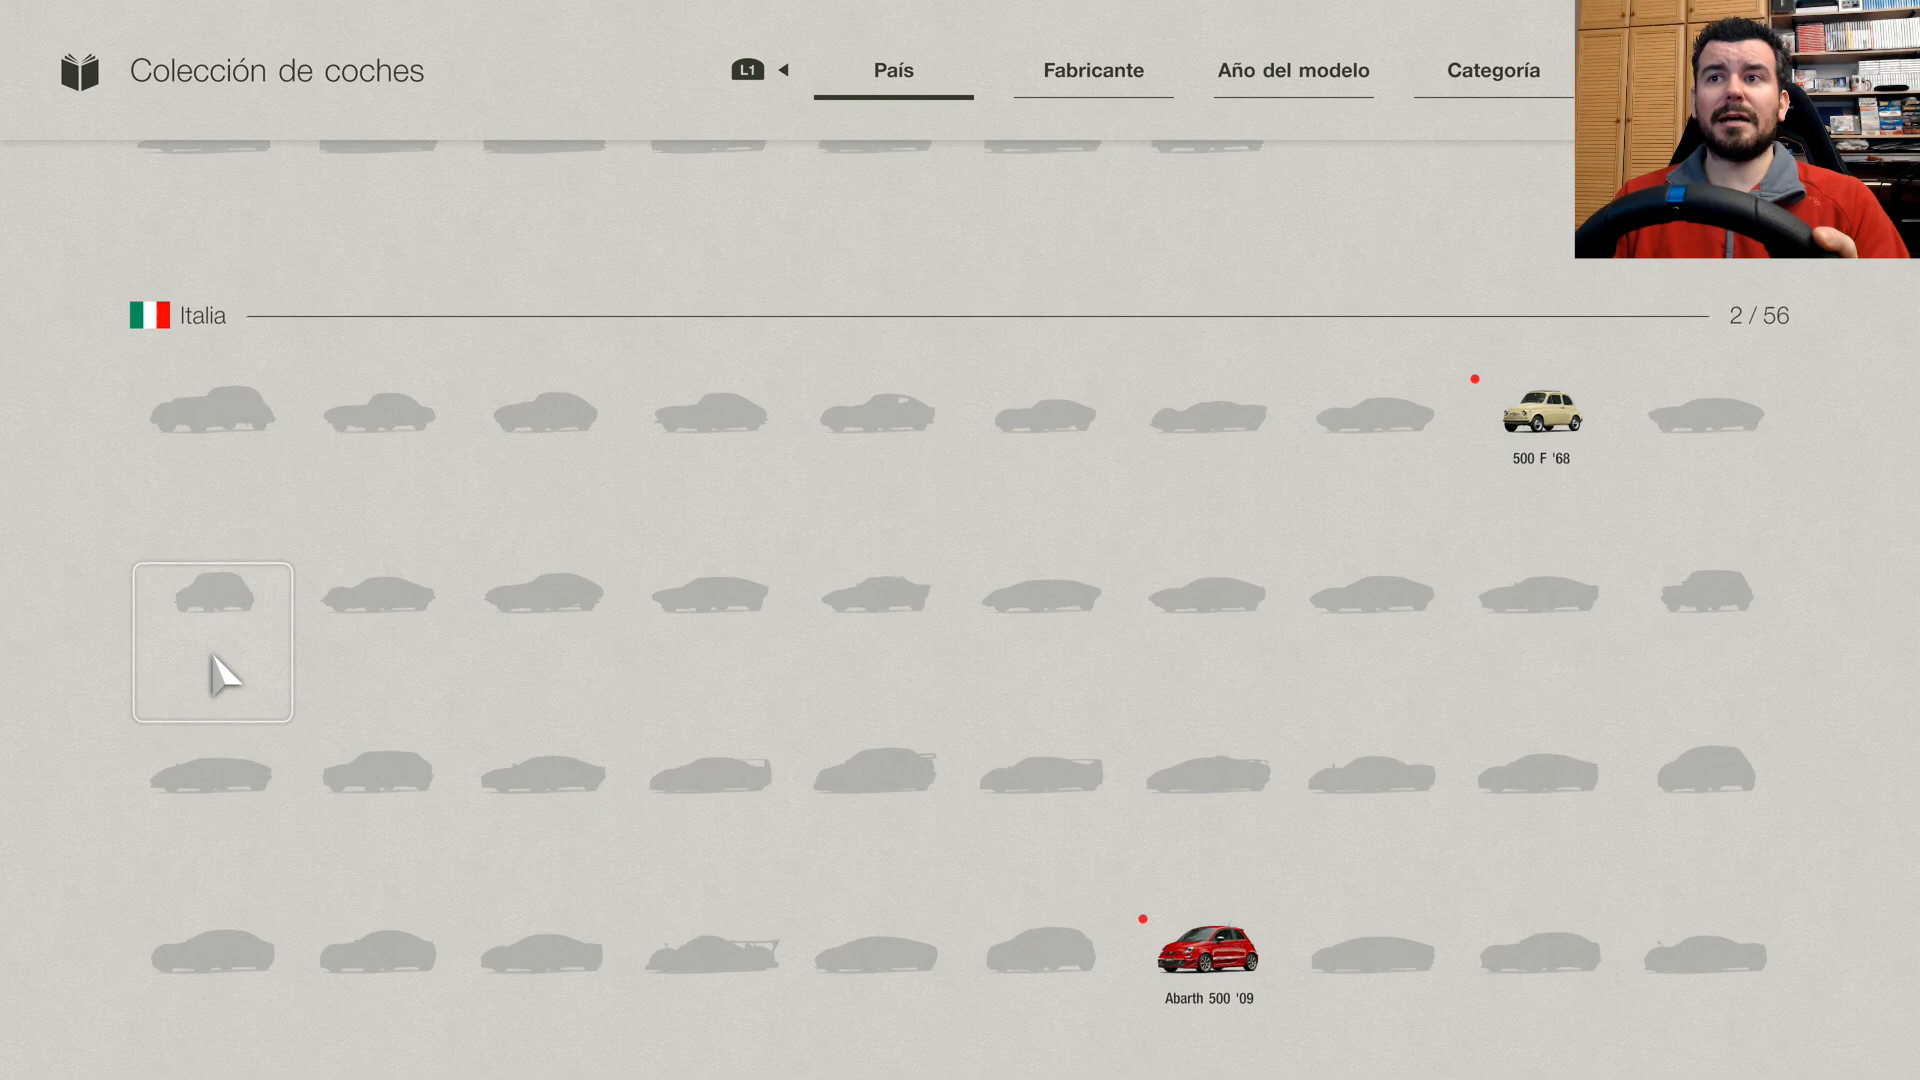 Colección de coches
L1
País
Fabricante
Año del modelo
Categoría
Italia
2 / 56
500 F '68
Abarth 500 '09